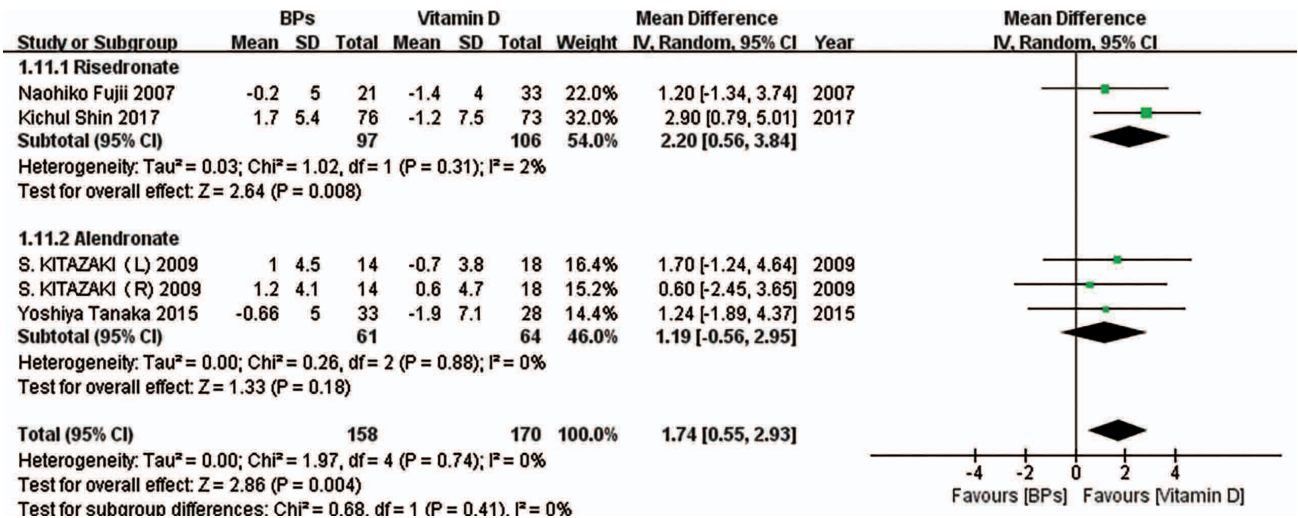 BPs Vitamin D Mean Difference Mean Difference
Study or Subgroup Mean SD Total Mean SD Total Weight IV, Random, 95% CI Year IV, Random, 95% CI
1.11.1 Risedronate
Naohiko Fujii 2007 -0.2 5 21 -1.4 4 33 22.0% 1.20 [-1.34, 3.74] 2007
Kichul Shin 2017 1.7 5.4 76 -1.2 7.5 73 32.0% 2.90 [0.79, 5.01] 2017
Subtotal (95% CI) 97 106 54.0% 2.20 [0.56, 3.84]
Heterogeneity: Tau² = 0.03; Chi² = 1.02, df = 1 (P = 0.31); I² = 2%
Test for overall effect: Z = 2.64 (P = 0.008)
1.11.2 Alendronate
S. KITAZAKI (L) 2009 1 4.5 14 -0.7 3.8 18 16.4% 1.70 [-1.24, 4.64] 2009
S. KITAZAKI (R) 2009 1.2 4.1 14 0.6 4.7 18 15.2% 0.60 [-2.45, 3.65] 2009
Yoshiya Tanaka 2015 -0.66 5 33 -1.9 7.1 28 14.4% 1.24 [-1.89, 4.37] 2015
Subtotal (95% CI) 61 64 46.0% 1.19 [-0.56, 2.95]
Heterogeneity: Tau² = 0.00; Chi² = 0.26, df = 2 (P = 0.88); I² = 0%
Test for overall effect: Z = 1.33 (P = 0.18)
Total (95% CI) 158 170 100.0% 1.74 [0.55, 2.93]
Heterogeneity: Tau² = 0.00; Chi² = 1.97, df = 4 (P = 0.74); I² = 0%
Test for overall effect: Z = 2.86 (P = 0.004)
Test for subgroup differences: Chi² = 0.68, df = 1 (P = 0.41), I² = 0%
-4 -2 0 2 4
Favours [BPs] Favours [Vitamin D]